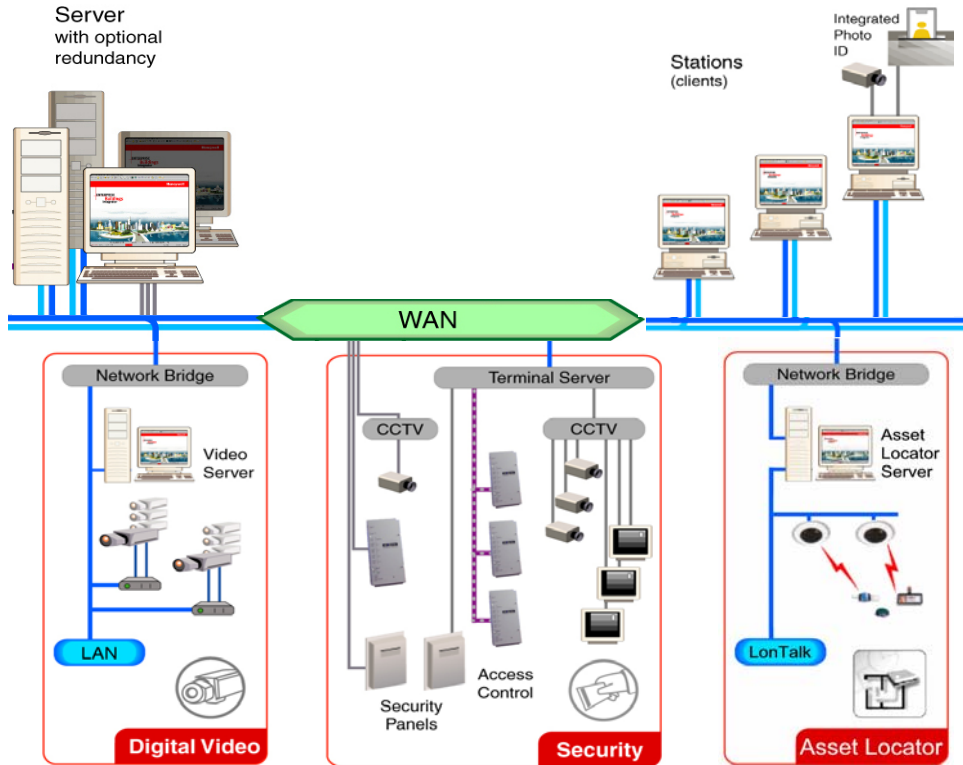 Server
with optional
redundancy
Stations
(clients)
Integrated
Photo
ID
WAN
Network Bridge
Video
Server
LAN
Digital Video
Terminal Server
CCTV
CCTV
Security
Panels
Access
Control
Security
Network Bridge
Asset
Locator
Server
LonTalk
Asset Locator